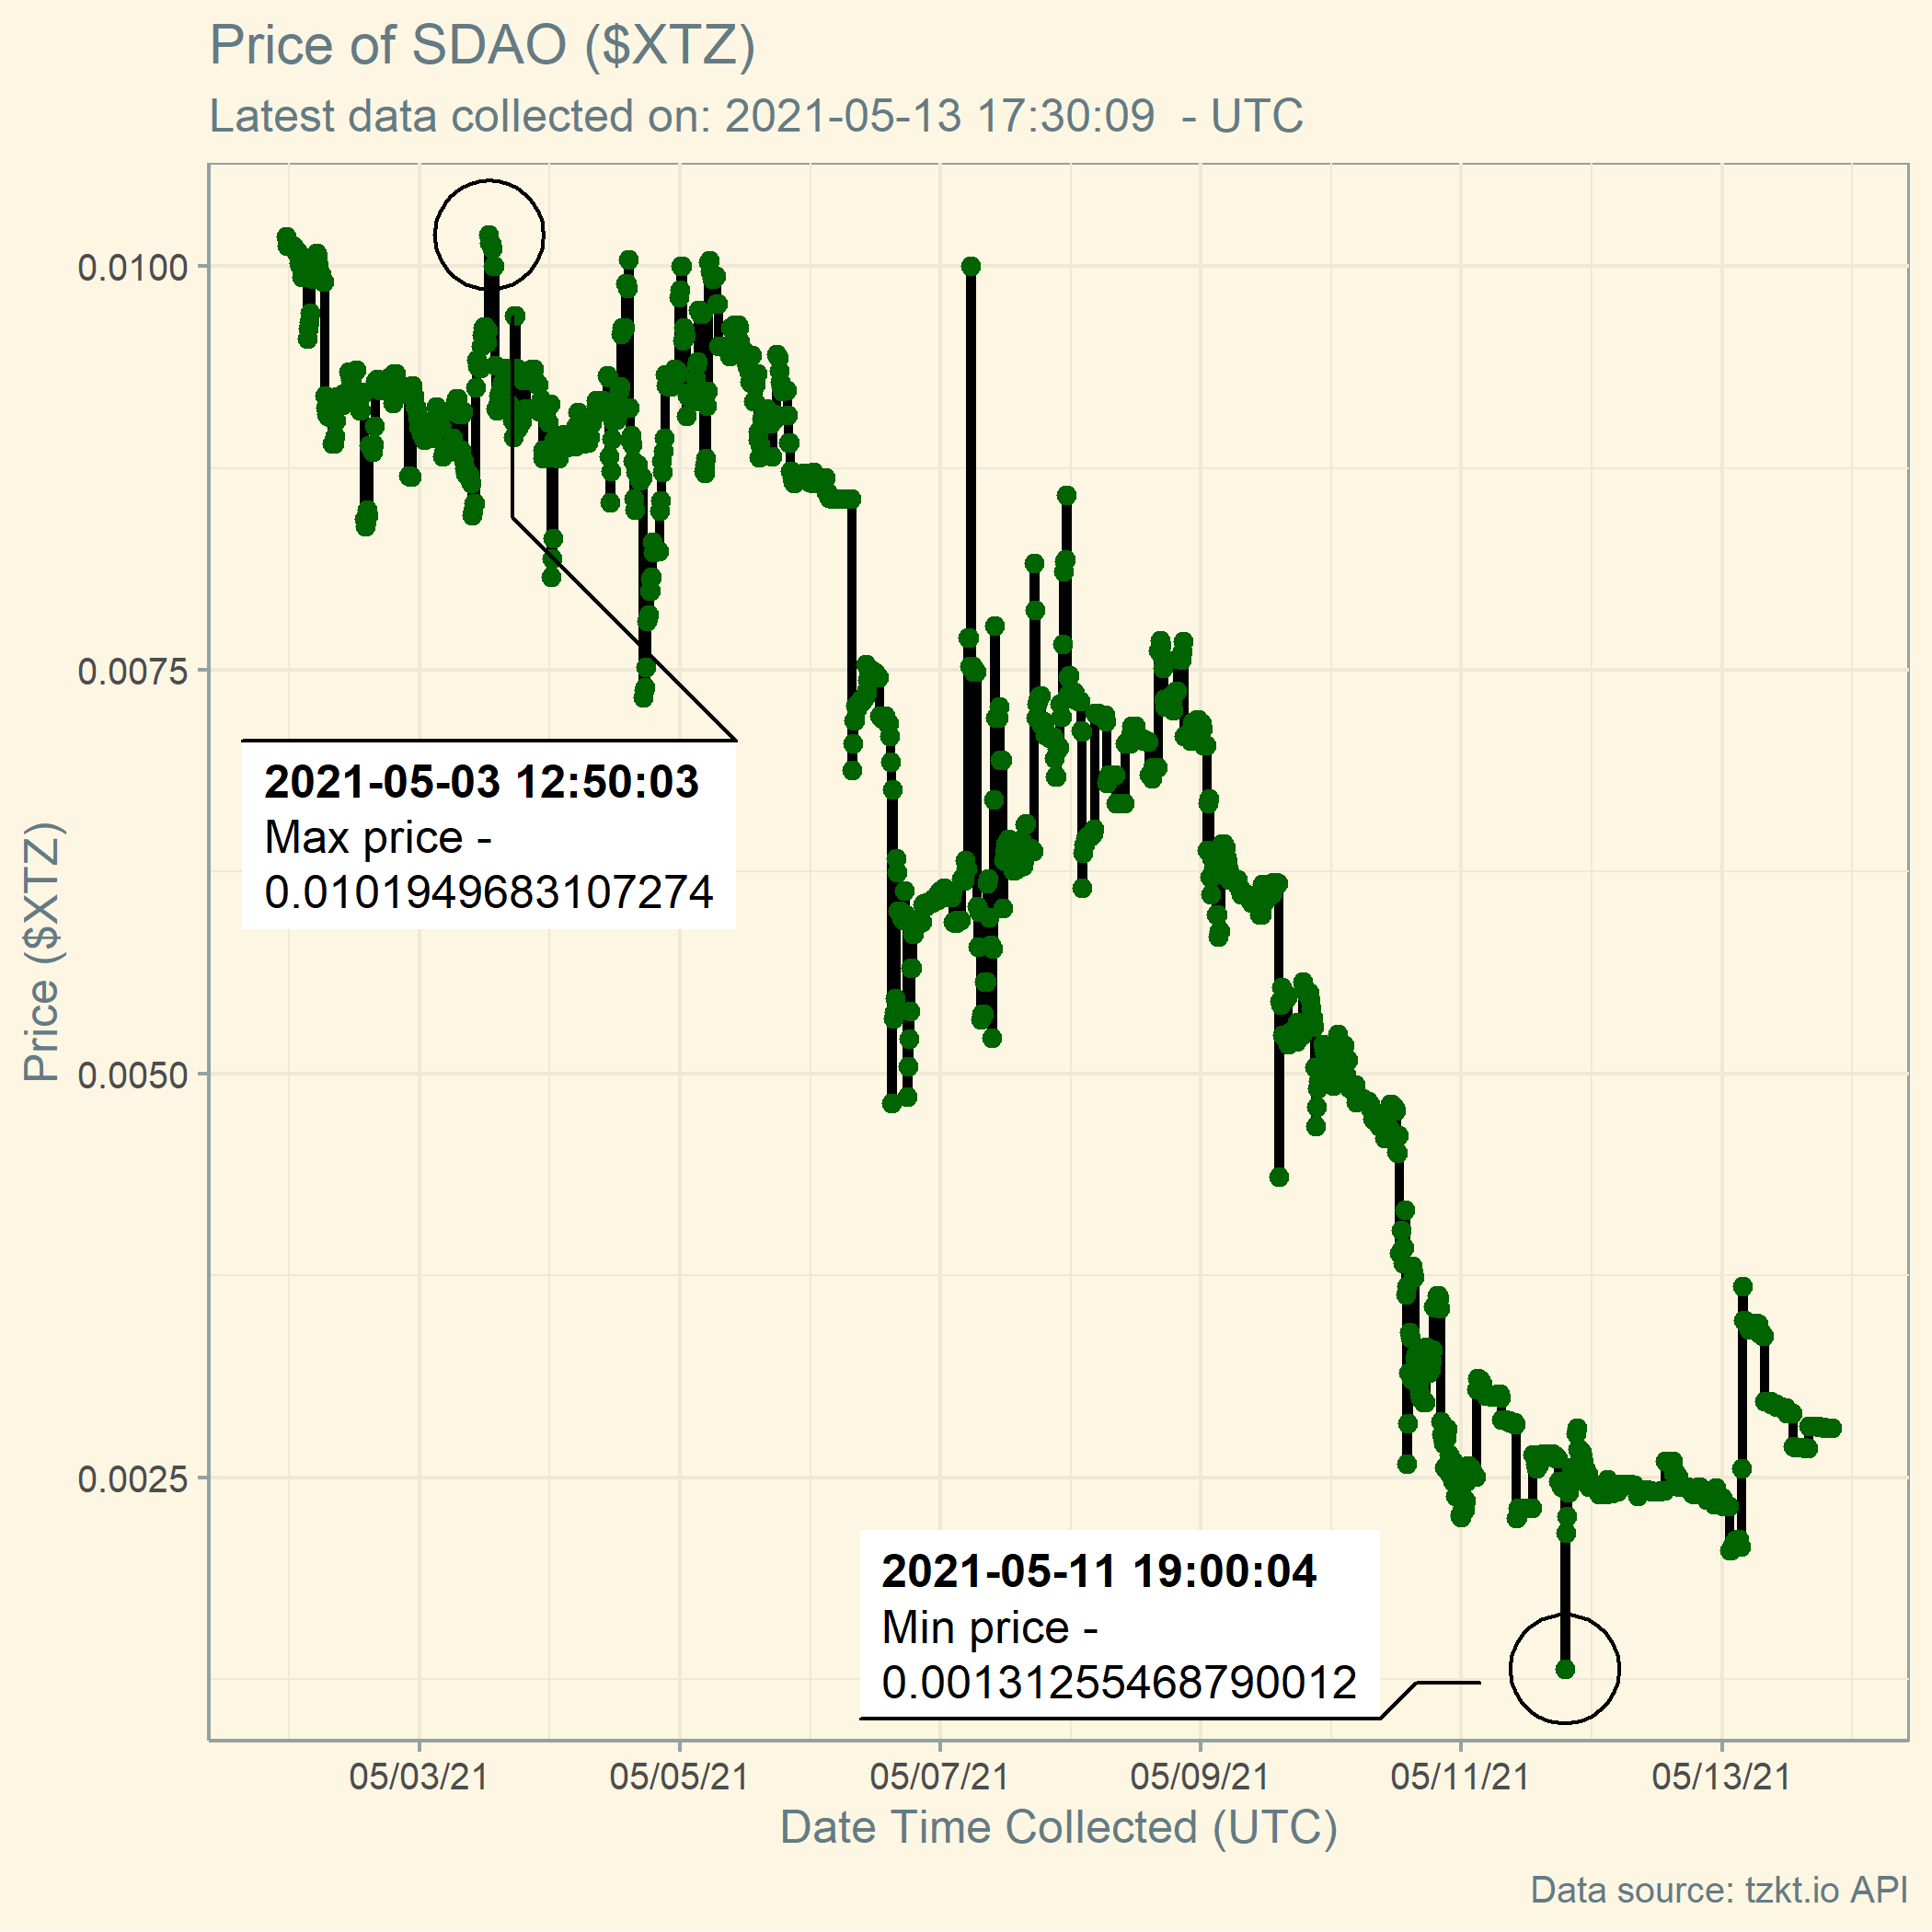 Price of SDAO ($XTZ)
Latest data collected on: 2021-05-13 17:30:09  - UTC
0.0100
0.0075
0.0050
0.0025
Price ($XTZ)
2021-05-03 12:50:03
Max price -
0.0101949683107274
2021-05-11 19:00:04
Min price -
0.00131255468790012
05/03/21
05/05/21
05/07/21
05/09/21
05/11/21
05/13/21
Date Time Collected (UTC)
Data source: tzkt.io API